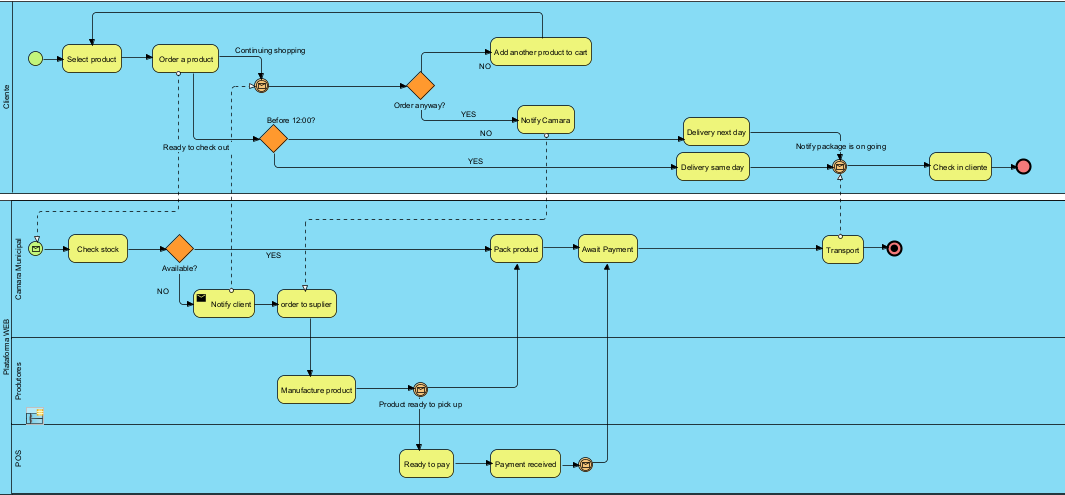 Cliente
Select product
Order a product
Continuing shopping
Add another product to cart
NO
Order anyway?
YES
Notify Camara
Before 12:00?
NO
Ready to check out
YES
Delivery next day
Delivery same day
Notify package is on going
Check in cliente
Plataforma WEB
Camara Municipal
Check stock
Available?
YES
NO
Notify client
order to suplier
Pack product
Await Payment
Transport
Produtores
Manufacture product
Product ready to pick up
POS
Ready to pay
Payment received